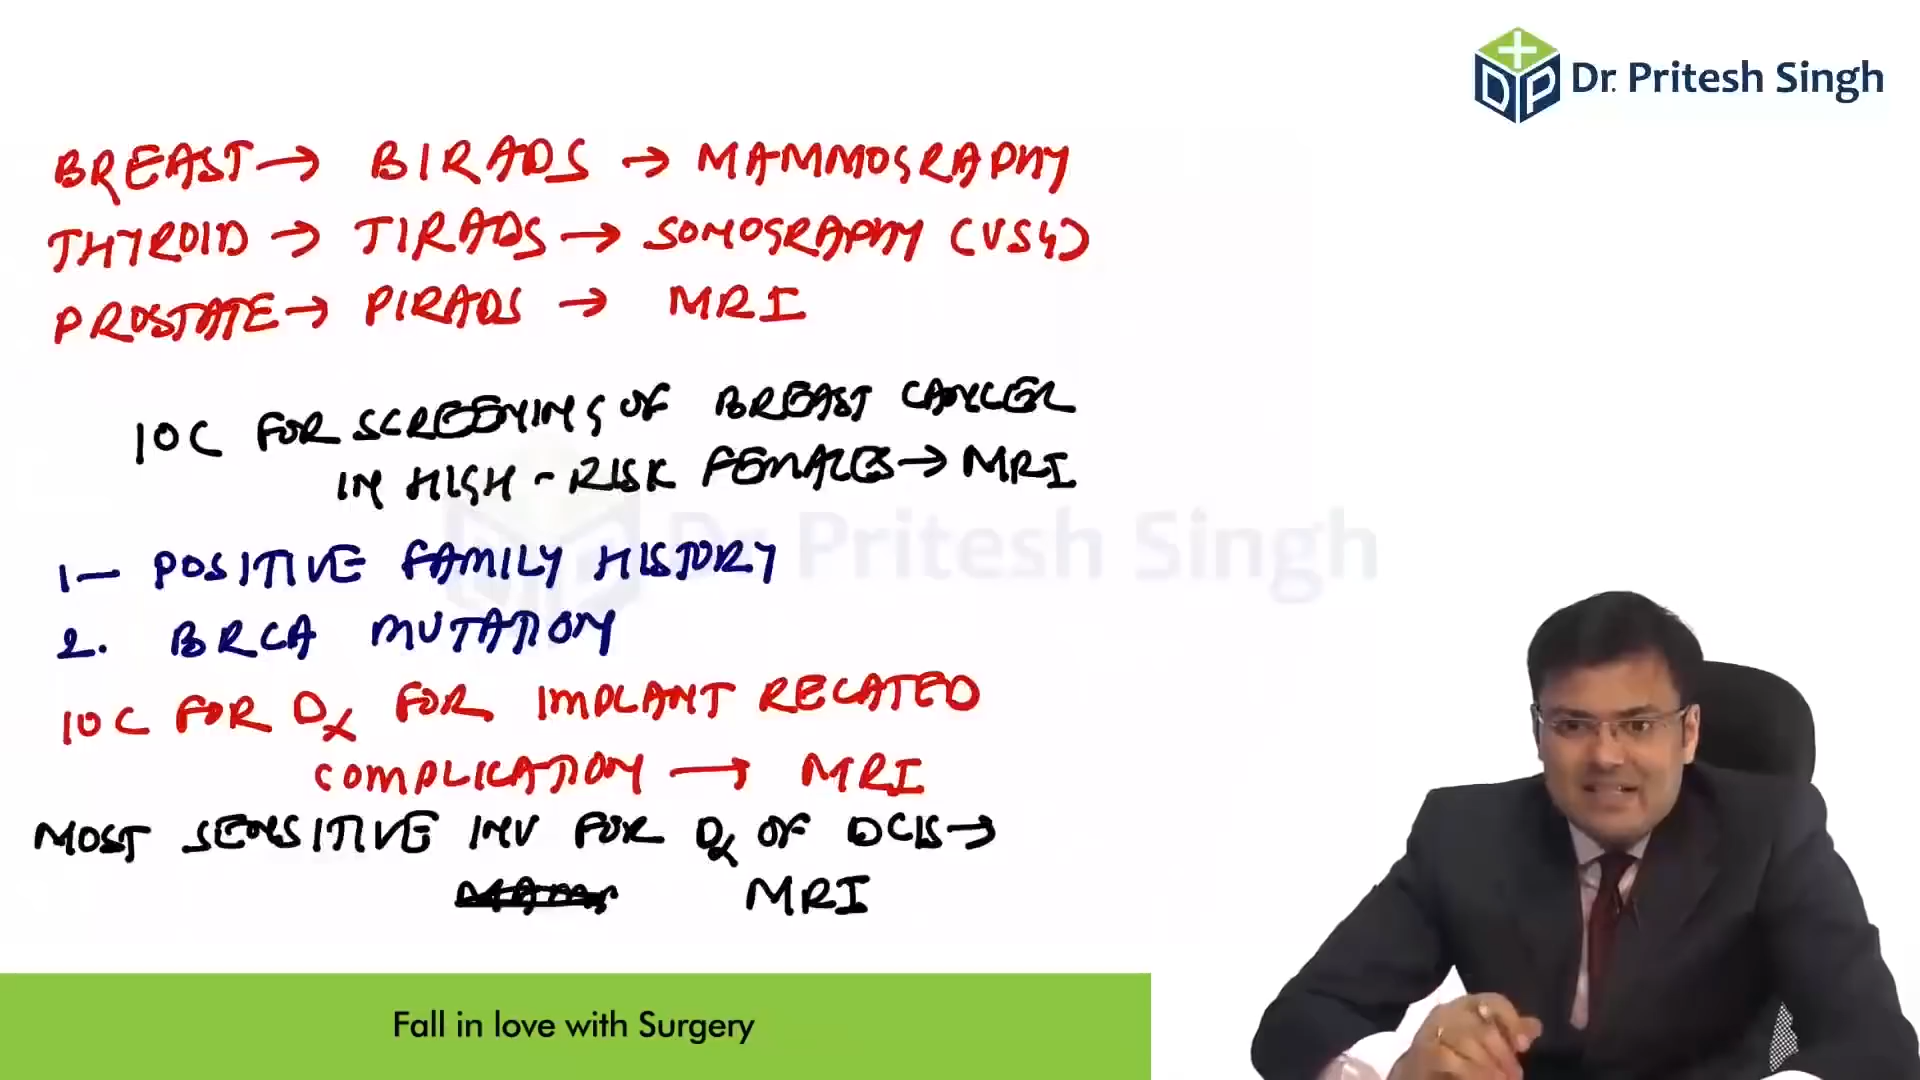 DP Dr. Pritesh Singh
BREAST → BIRADS → MAMMOGRAPHY
THYROID → TIRADS → SONOGRAPHY (USG)
PROSTATE → PIRADS → MRI
IOC FOR SCREENING OF BREAST CANCER
IN HIGH-RISK FEMALES → MRI
Dr. Pritesh Singh
1— POSITIVE FAMILY HISTORY
2. BRCA MUTATION
IOC FOR Dx FOR IMPLANT RELATED
COMPLICATION → MRI
MOST SENSITIVE INV FOR Dx OF DCIS →
MRI
Fall in love with Surgery